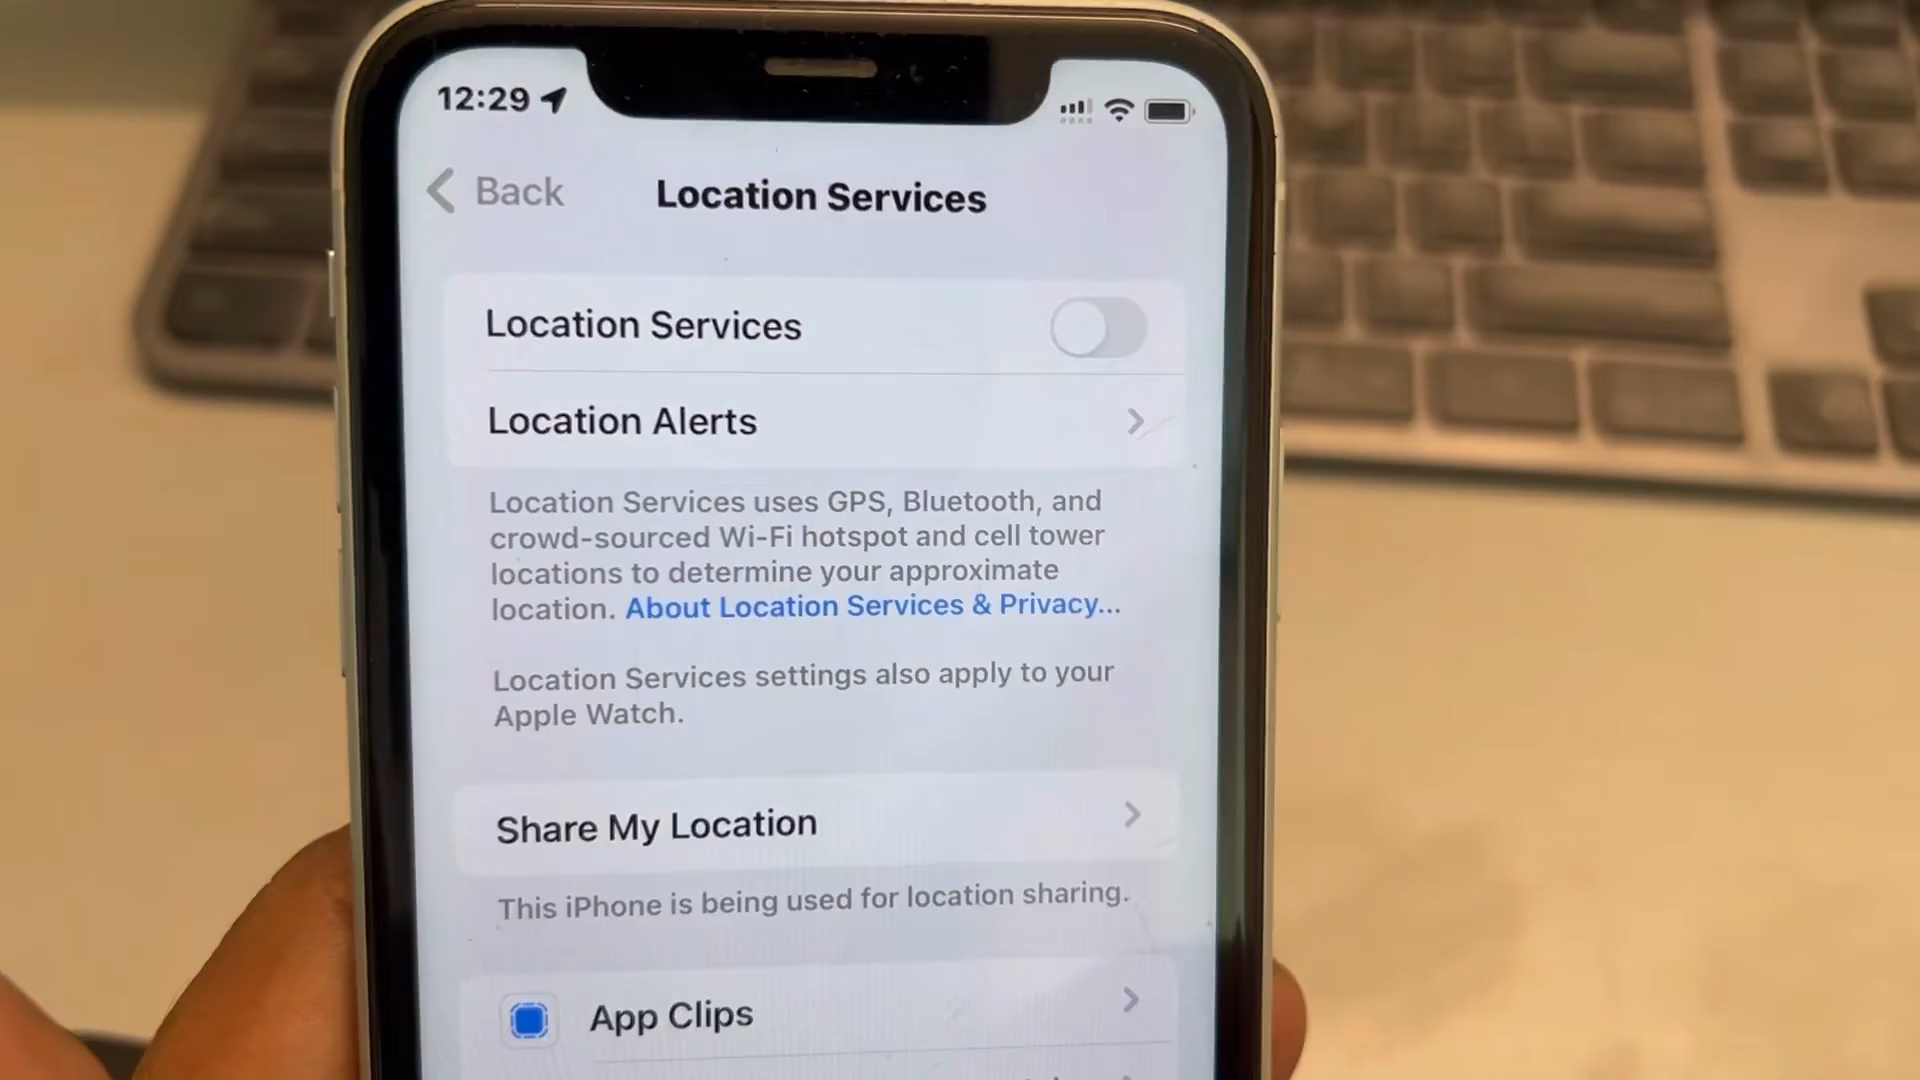 12:29
Back
Location Services
Location Services
Location Alerts
Location Services uses GPS, Bluetooth, and
crowd-sourced Wi-Fi hotspot and cell tower
locations to determine your approximate
location. About Location Services & Privacy...
Location Services settings also apply to your
Apple Watch.
Share My Location
This iPhone is being used for location sharing.
App Clips